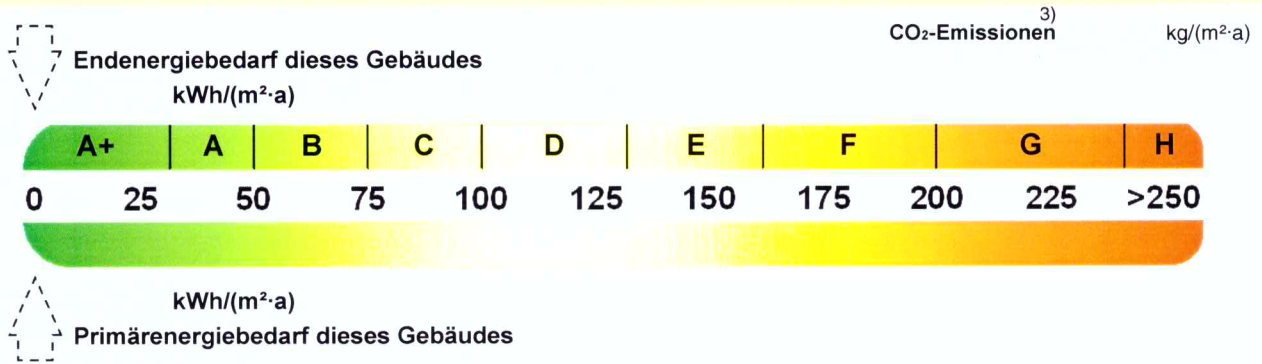 3)
CO₂-Emissionen kg/(m²·a)
Endenergiebedarf dieses Gebäudes
kWh/(m²·a)
A+ A B C D E F G H
0 25 50 75 100 125 150 175 200 225 >250
kWh/(m²·a)
Primärenergiebedarf dieses Gebäudes